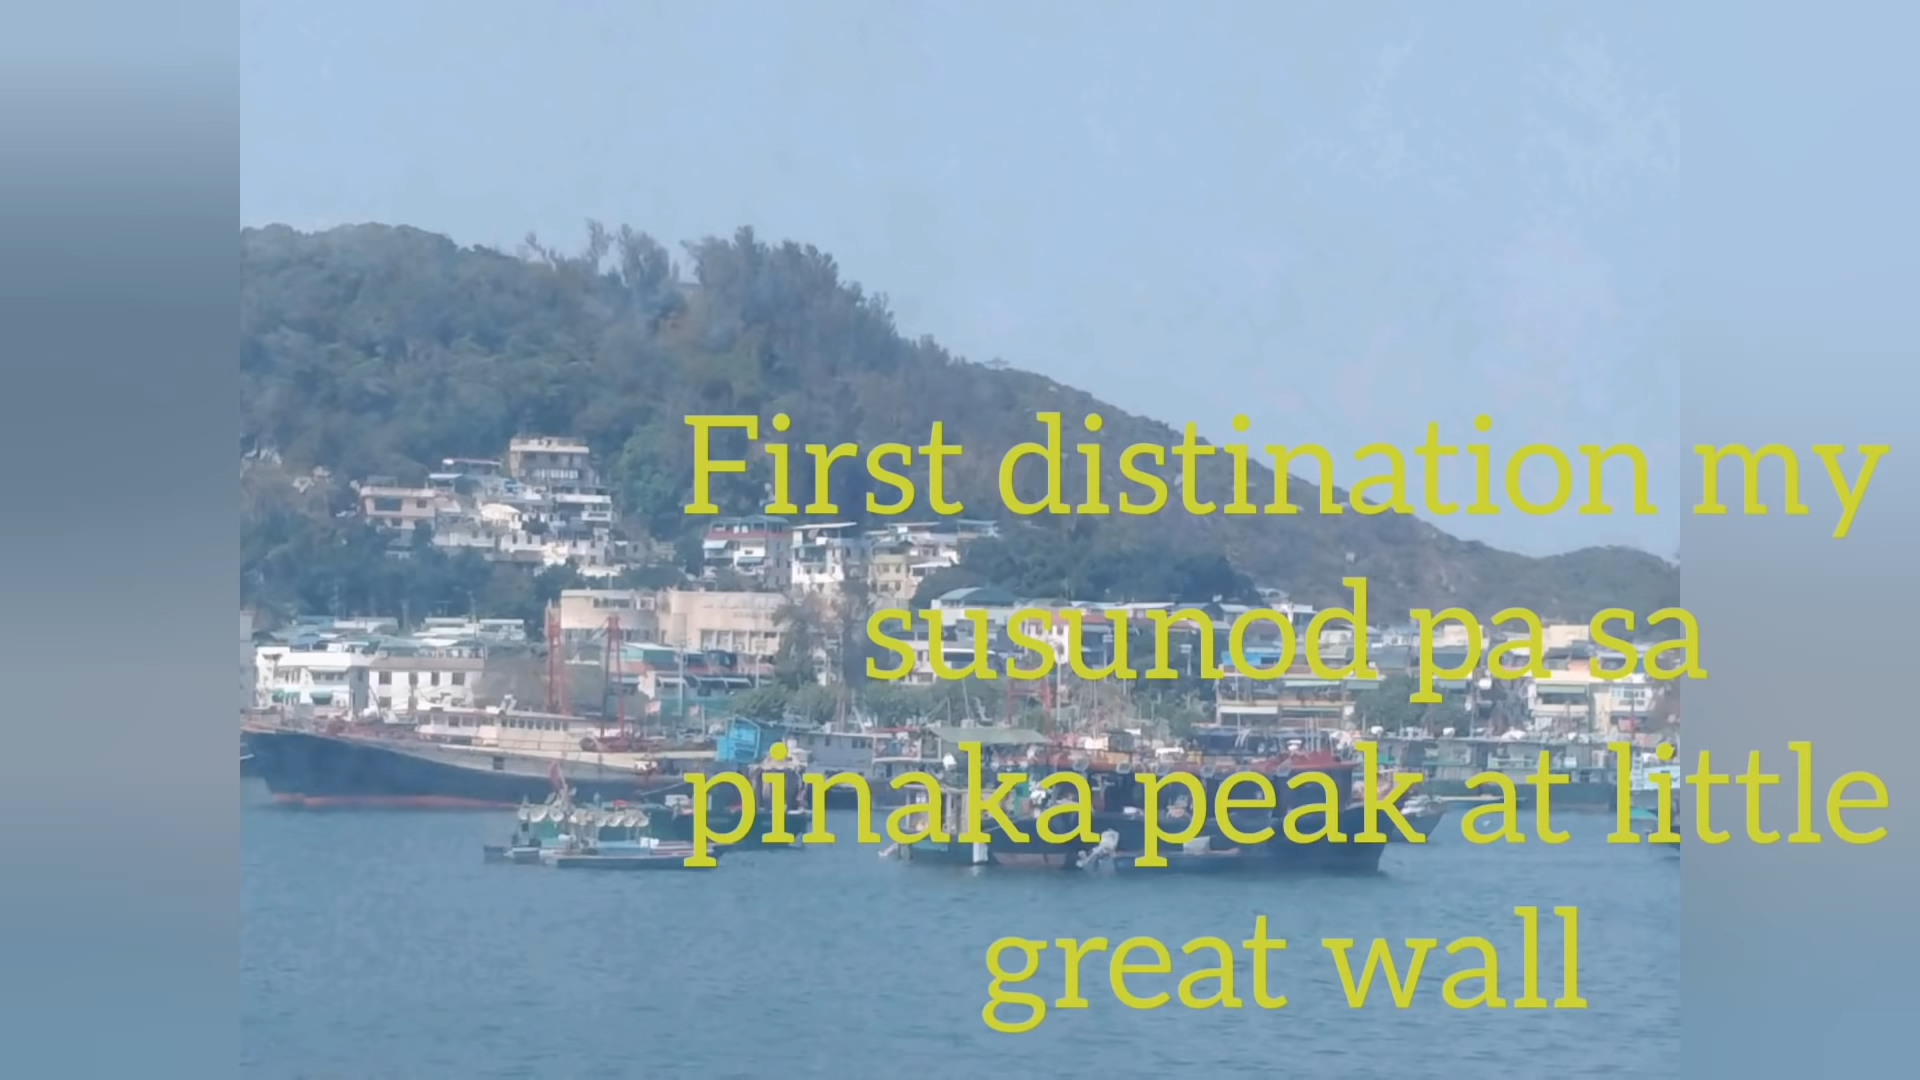 First distination my
susunod pa sa
pinaka peak at little
great wall